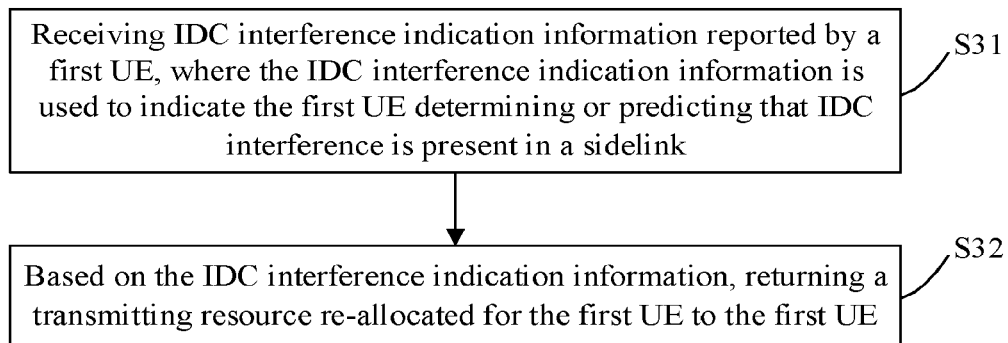 Receiving IDC interference indication information reported by a
first UE, where the IDC interference indication information is
used to indicate the first UE determining or predicting that IDC
interference is present in a sidelink
S31
Based on the IDC interference indication information, returning a
transmitting resource re-allocated for the first UE to the first UE
S32